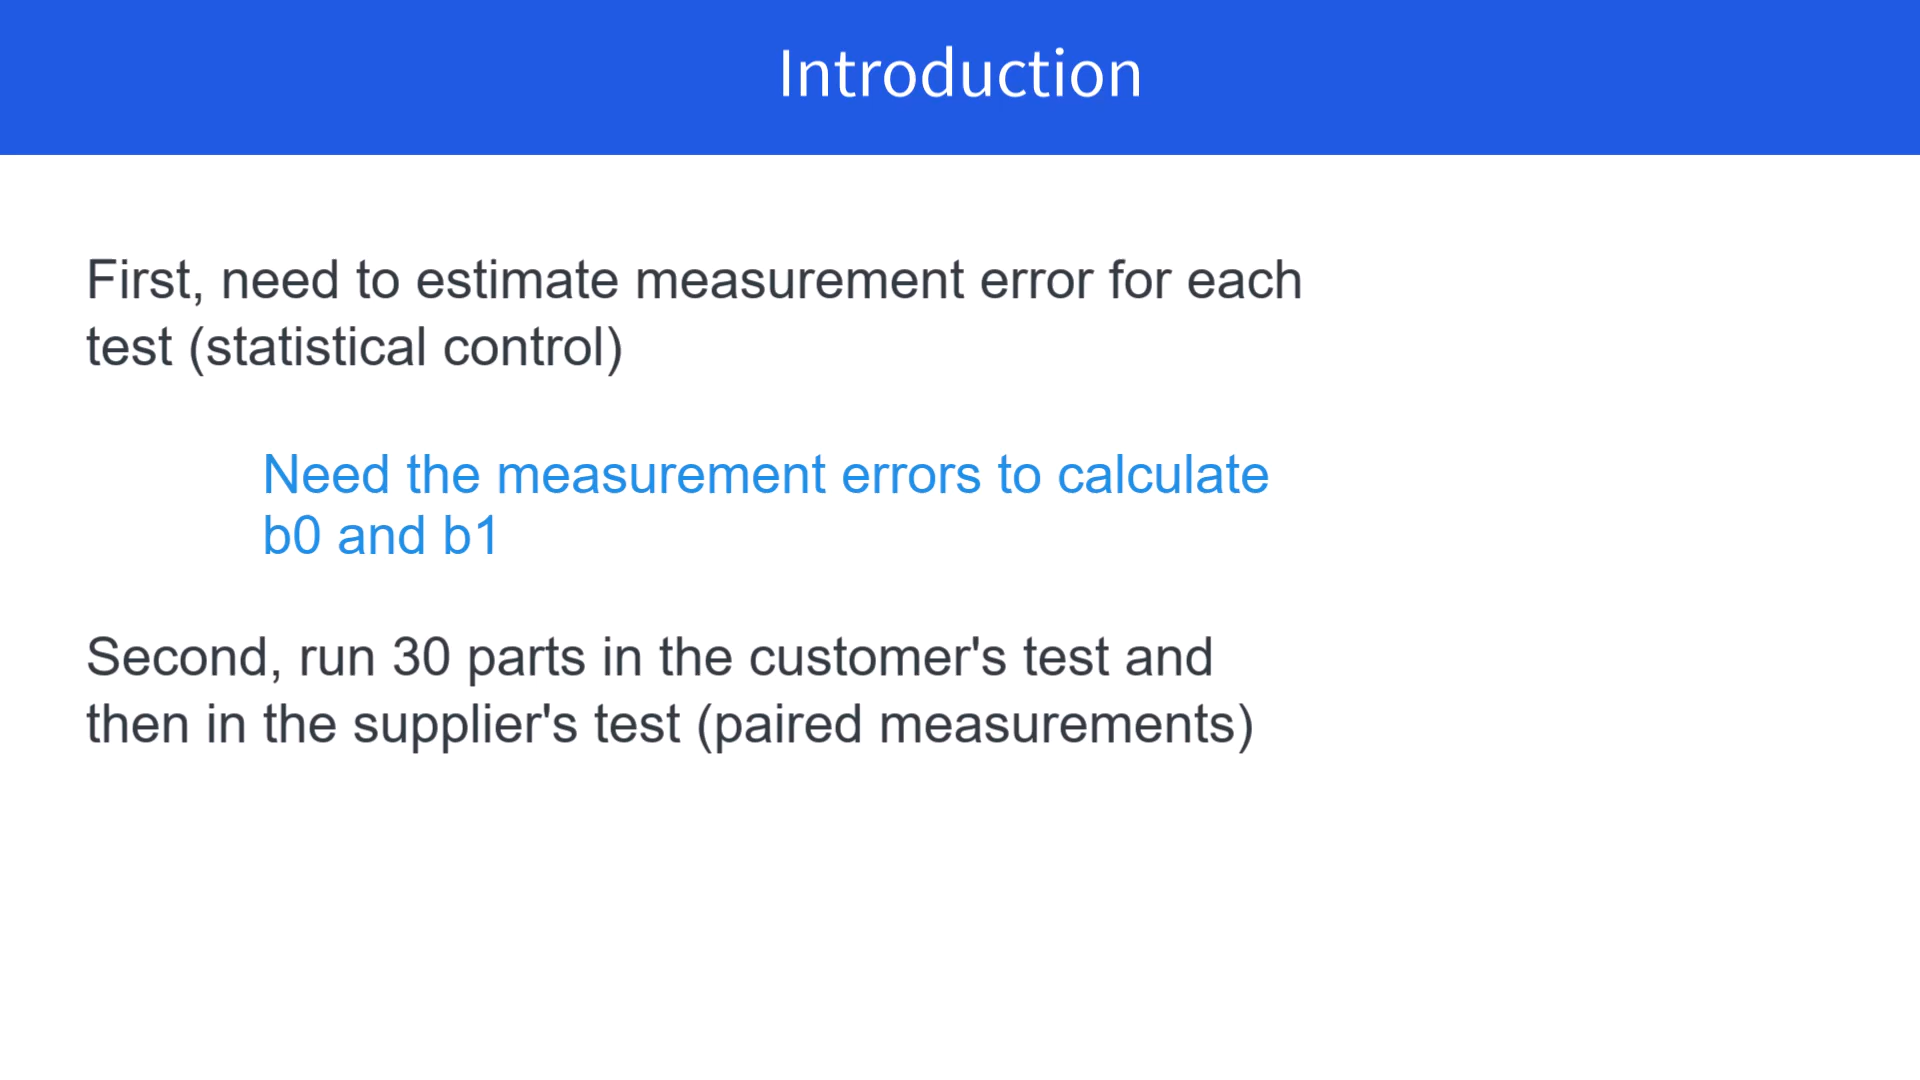 Introduction
First, need to estimate measurement error for each
test (statistical control)
Need the measurement errors to calculate
b0 and b1
Second, run 30 parts in the customer's test and
then in the supplier's test (paired measurements)